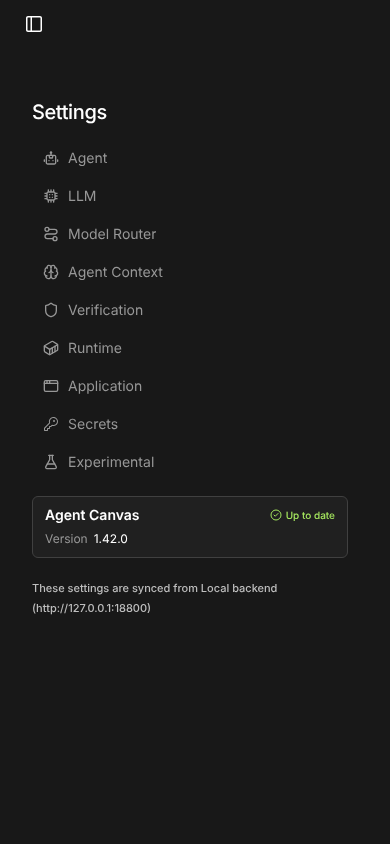 Settings
Agent
LLM
Model Router
Agent Context
Verification
Runtime
Application
Secrets
Experimental
Agent Canvas
Up to date
Version 1.42.0
These settings are synced from Local backend
(http://127.0.0.1:18800)